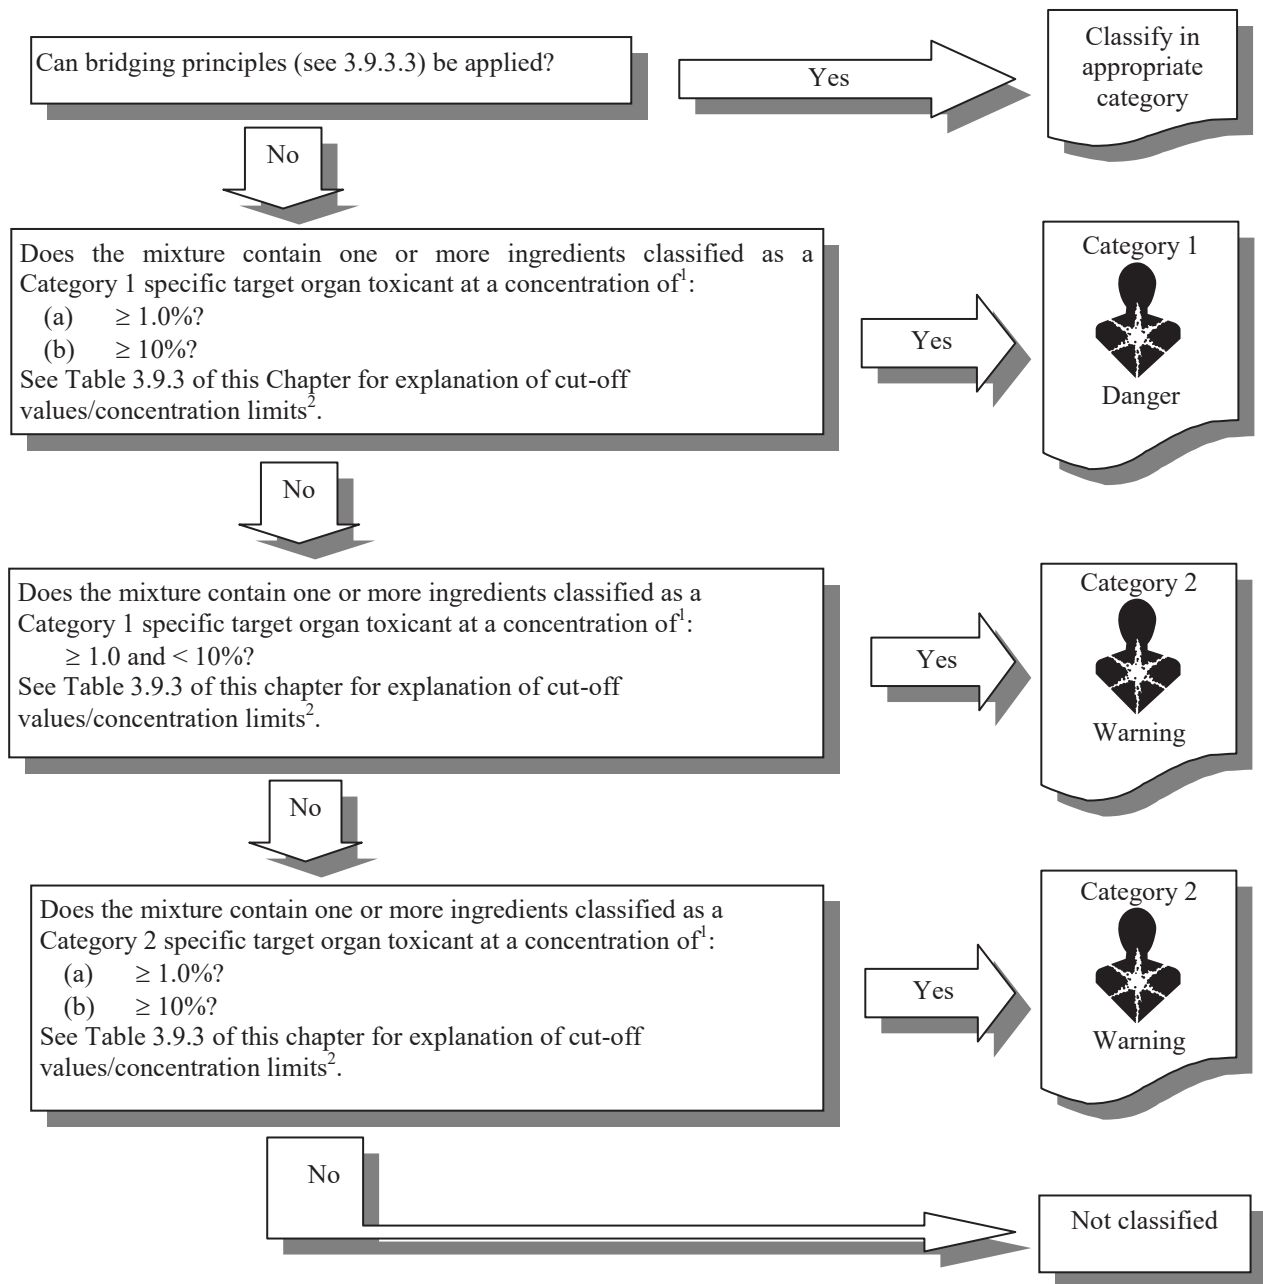 Can bridging principles (see 3.9.3.3) be applied?
Yes
Classify in
appropriate
category
No
Does the mixture contain one or more ingredients classified as a
Category 1 specific target organ toxicant at a concentration of1:
(a) ≥ 1.0%?
(b) ≥ 10%?
See Table 3.9.3 of this Chapter for explanation of cut-off
values/concentration limits2.
Yes
Category 1
Danger
No
Does the mixture contain one or more ingredients classified as a
Category 1 specific target organ toxicant at a concentration of1:
≥ 1.0 and < 10%?
See Table 3.9.3 of this chapter for explanation of cut-off
values/concentration limits2.
Yes
Category 2
Warning
No
Does the mixture contain one or more ingredients classified as a
Category 2 specific target organ toxicant at a concentration of1:
(a) ≥ 1.0%?
(b) ≥ 10%?
See Table 3.9.3 of this chapter for explanation of cut-off
values/concentration limits2.
Yes
Category 2
Warning
No
Not classified